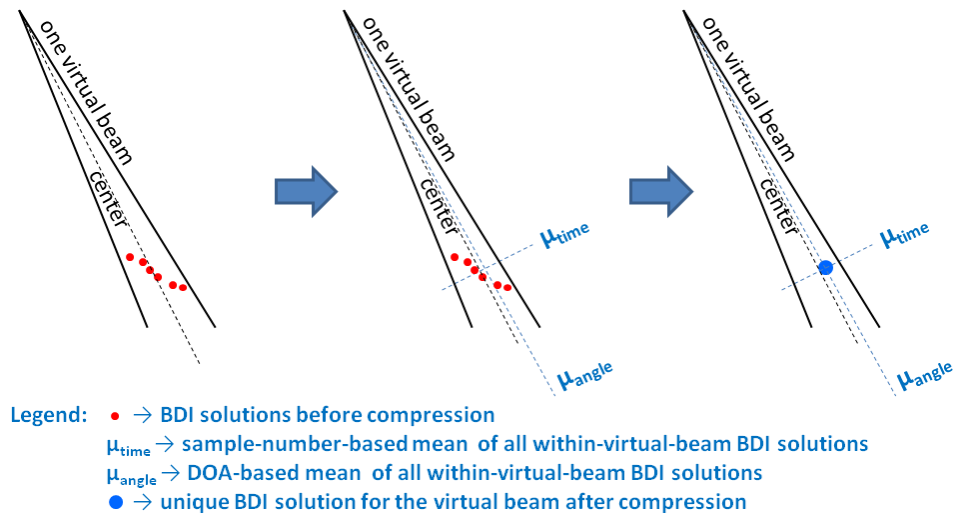 one virtual beam
center
one virtual beam
center
μtime
μangle
one virtual beam
center
μtime
μangle
Legend: • → BDI solutions before compression
μtime → sample-number-based mean of all within-virtual-beam BDI solutions
μangle → DOA-based mean of all within-virtual-beam BDI solutions
● → unique BDI solution for the virtual beam after compression